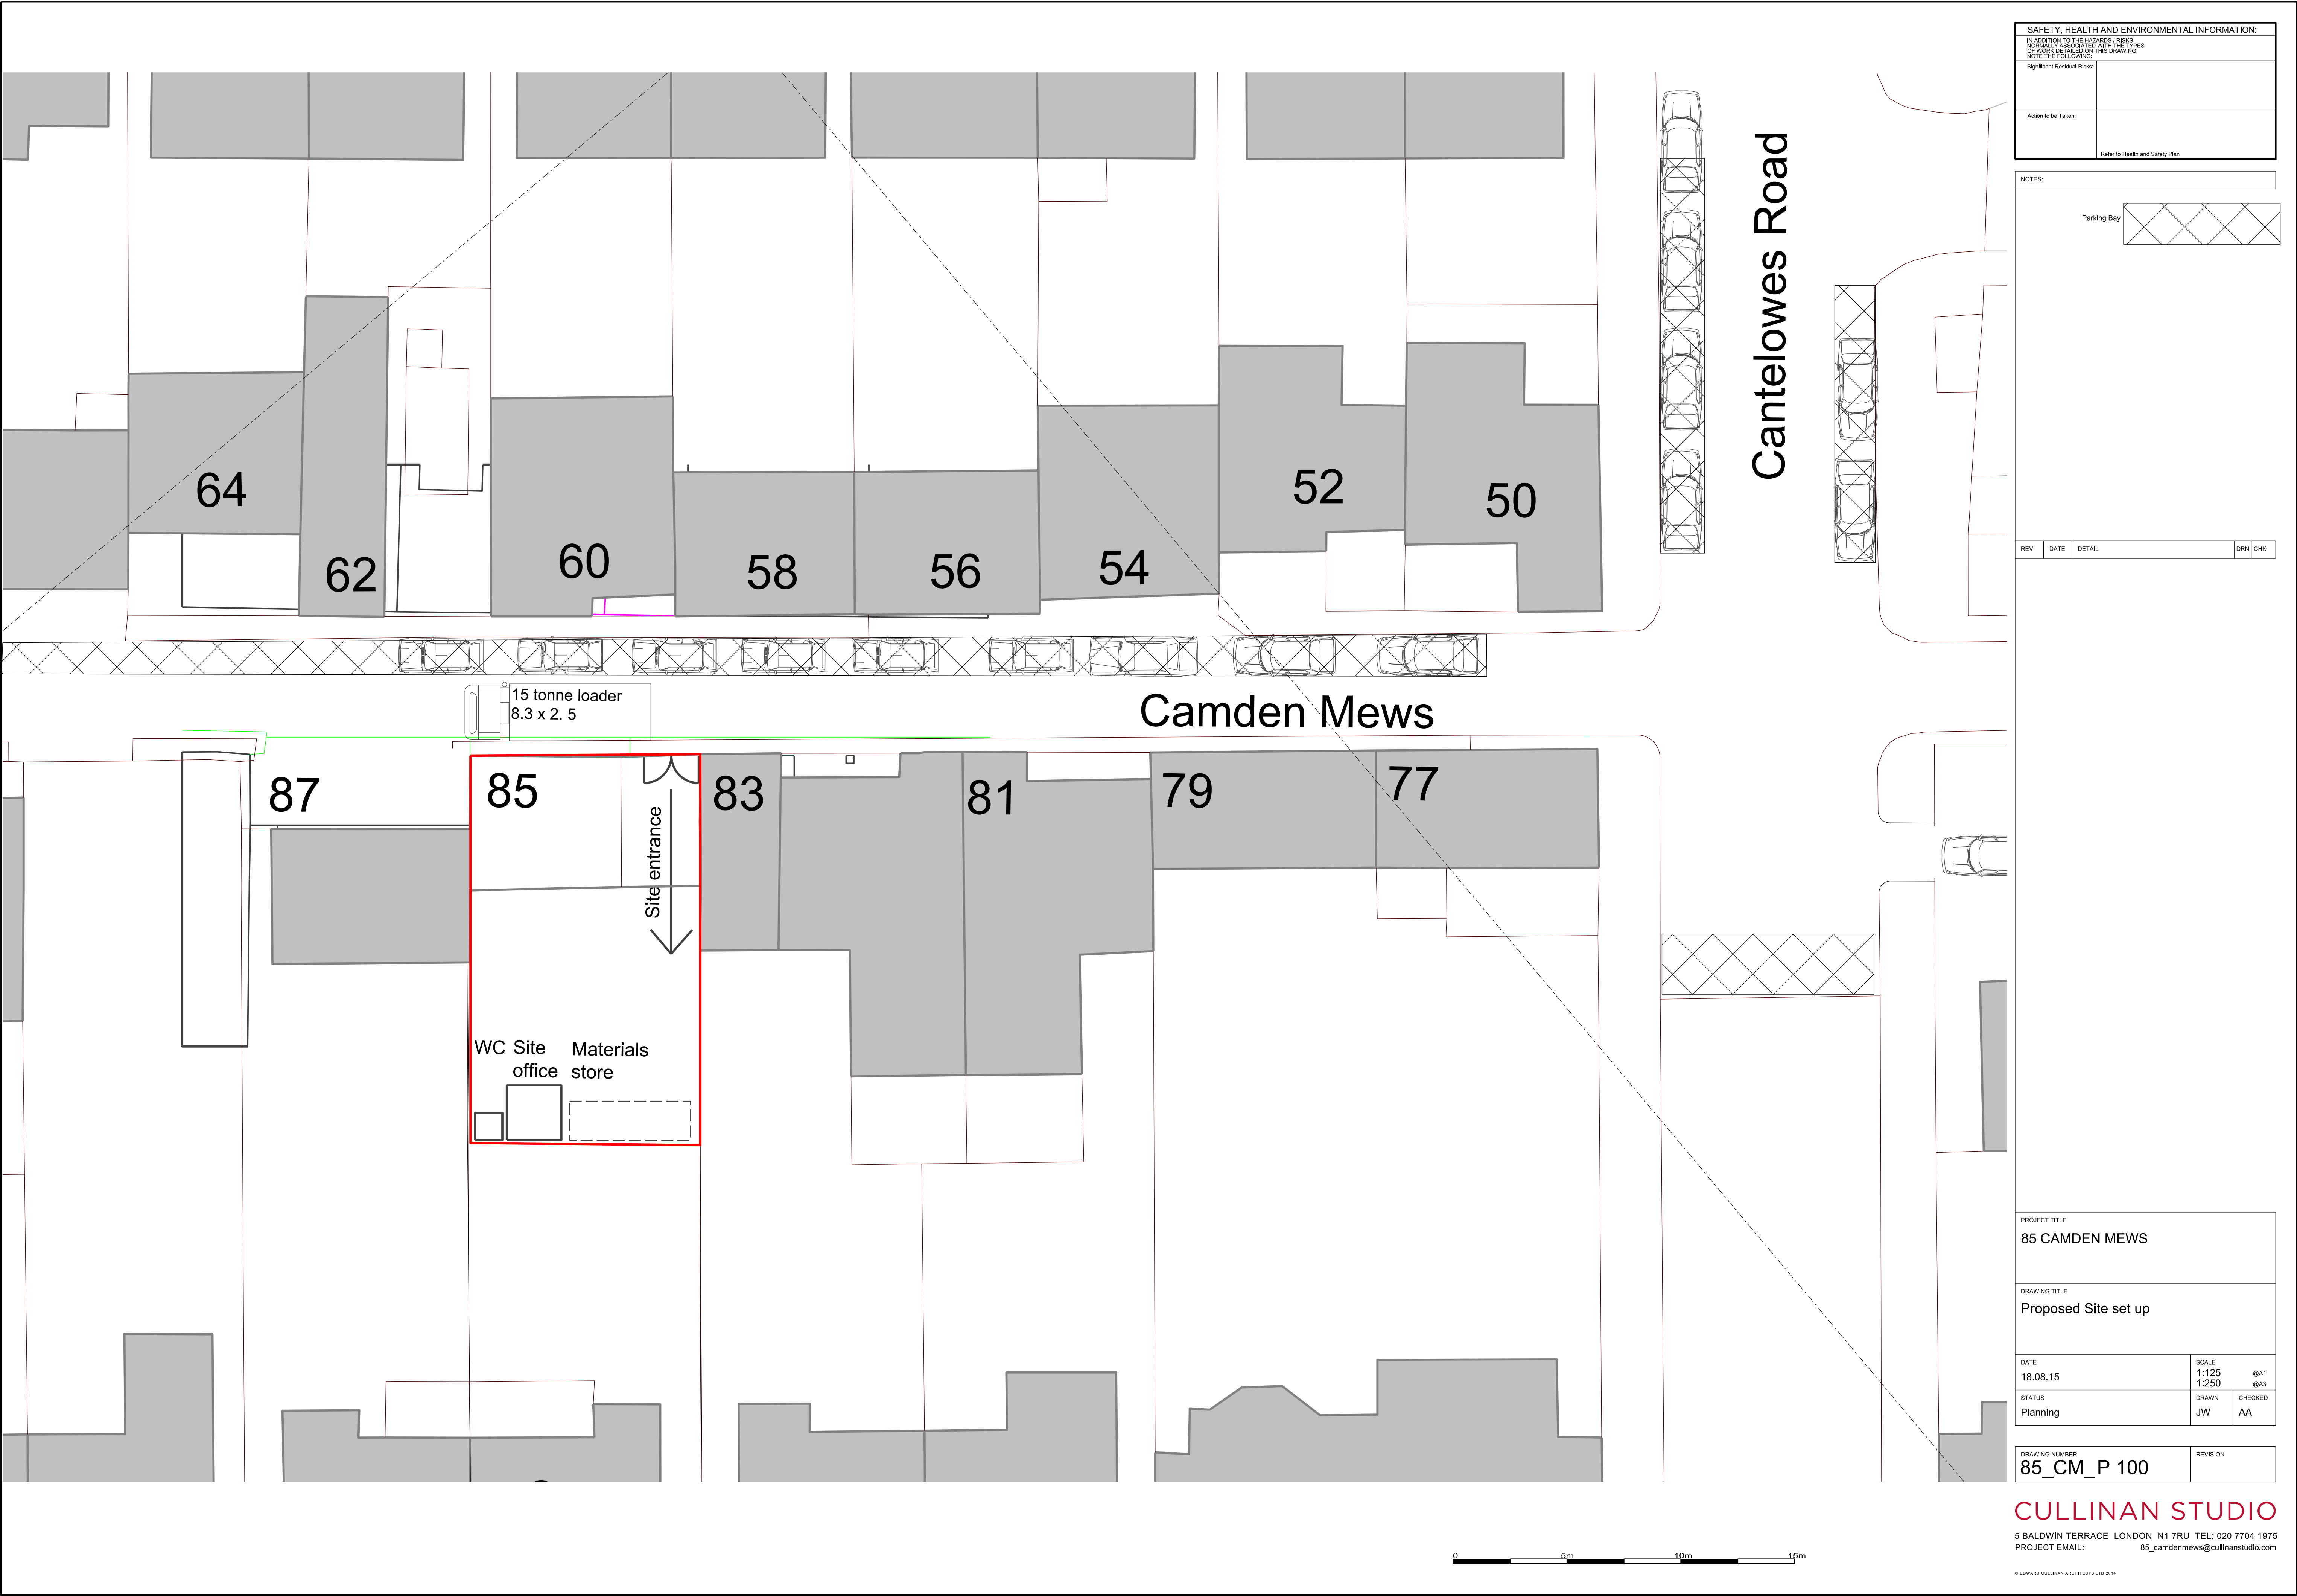 64
62
60
58
56
54
52
50
Cantelowes Road
15 tonne loader
8.3 x 2. 5
Camden Mews
87
85
83
81
79
77
Site entrance
WC
Site
office
Materials
store
0 5m 10m 15m
SAFETY, HEALTH AND ENVIRONMENTAL INFORMATION:
IN ADDITION TO THE HAZARDS / RISKS
NORMALLY ASSOCIATED WITH THE TYPES
OF WORK DETAILED ON THIS DRAWING,
NOTE THE FOLLOWING:
Significant Residual Risks:
Action to be Taken:
Refer to Health and Safety Plan
NOTES:
Parking Bay
REV DATE DETAIL DRN CHK
PROJECT TITLE
85 CAMDEN MEWS
DRAWING TITLE
Proposed Site set up
DATE
18.08.15
SCALE
1:125 @A1
1:250 @A3
STATUS
Planning
DRAWN
JW
CHECKED
AA
DRAWING NUMBER
85_CM_P 100
REVISION
CULLINAN STUDIO
5 BALDWIN TERRACE LONDON N1 7RU TEL: 020 7704 1975
PROJECT EMAIL: 85_camdenmews@cullinanstudio.com
© EDWARD CULLINAN ARCHITECTS LTD 2014